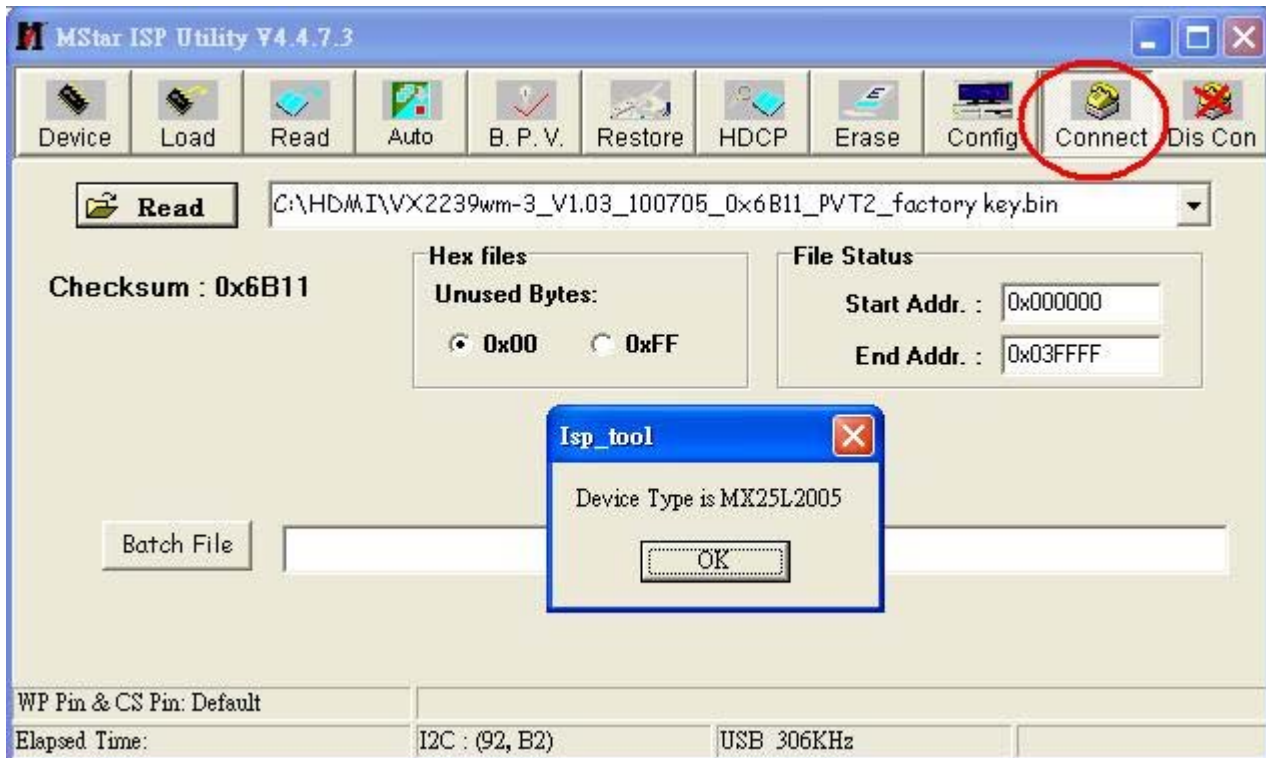 MStar ISP Utility V4.4.7.3
Device Load Read Auto B. P. V. Restore HDCP Erase Config Connect Dis Con
Read C:\HDMI\VX2239wm-3_V1.03_100705_0x6B11_PVT2_factory key.bin
Checksum : 0x6B11
Hex files
Unused Bytes:
0x00 0xFF
File Status
Start Addr. : 0x000000
End Addr. : 0x03FFFF
Isp_tool
Device Type is MX25L2005
OK
Batch File
WP Pin & CS Pin: Default
Elapsed Time: I2C : (92, B2) USB 306KHz